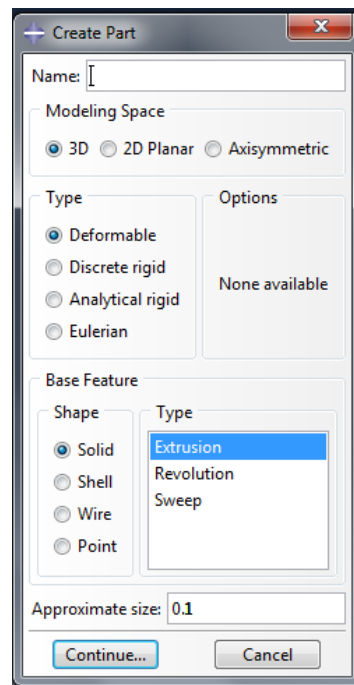 Create Part
Name:
Modeling Space
3D 2D Planar Axisymmetric
Type
Deformable
Discrete rigid
Analytical rigid
Eulerian
Options
None available
Base Feature
Shape
Solid
Shell
Wire
Point
Type
Extrusion
Revolution
Sweep
Approximate size: 0.1
Continue... Cancel